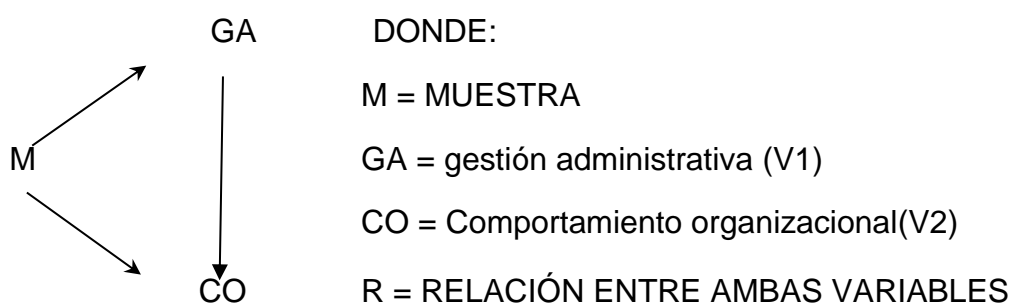 GA DONDE:
M = MUESTRA
M GA = gestión administrativa (V1)
CO = Comportamiento organizacional(V2)
CO R = RELACIÓN ENTRE AMBAS VARIABLES